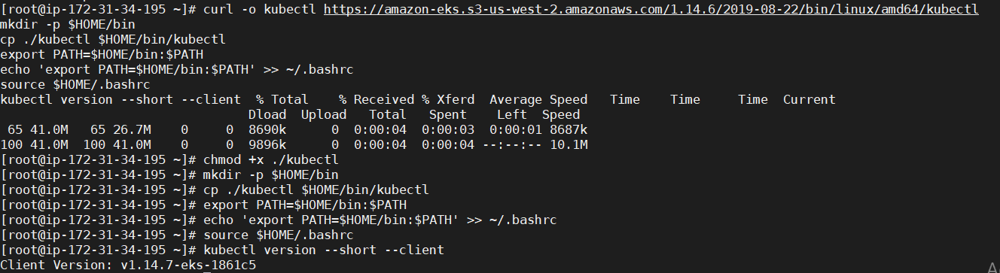 [root@ip-172-31-34-195 ~]# curl -o kubectl https://amazon-eks.s3-us-west-2.amazonaws.com/1.14.6/2019-08-22/bin/linux/amd64/kubectl
mkdir -p $HOME/bin
cp ./kubectl $HOME/bin/kubectl
export PATH=$HOME/bin:$PATH
echo 'export PATH=$HOME/bin:$PATH' >> ~/.bashrc
source $HOME/.bashrc
kubectl version --short --client  % Total    % Received % Xferd  Average Speed   Time    Time     Time  Current
                                 Dload  Upload   Total   Spent    Left  Speed
 65 41.0M   65 26.7M    0     0  8690k      0  0:00:04  0:00:03  0:00:01 8687k
100 41.0M  100 41.0M    0     0  9896k      0  0:00:04  0:00:04 --:--:-- 10.1M
[root@ip-172-31-34-195 ~]# chmod +x ./kubectl
[root@ip-172-31-34-195 ~]# mkdir -p $HOME/bin
[root@ip-172-31-34-195 ~]# cp ./kubectl $HOME/bin/kubectl
[root@ip-172-31-34-195 ~]# export PATH=$HOME/bin:$PATH
[root@ip-172-31-34-195 ~]# echo 'export PATH=$HOME/bin:$PATH' >> ~/.bashrc
[root@ip-172-31-34-195 ~]# source $HOME/.bashrc
[root@ip-172-31-34-195 ~]# kubectl version --short --client
Client Version: v1.14.7-eks-1861c5